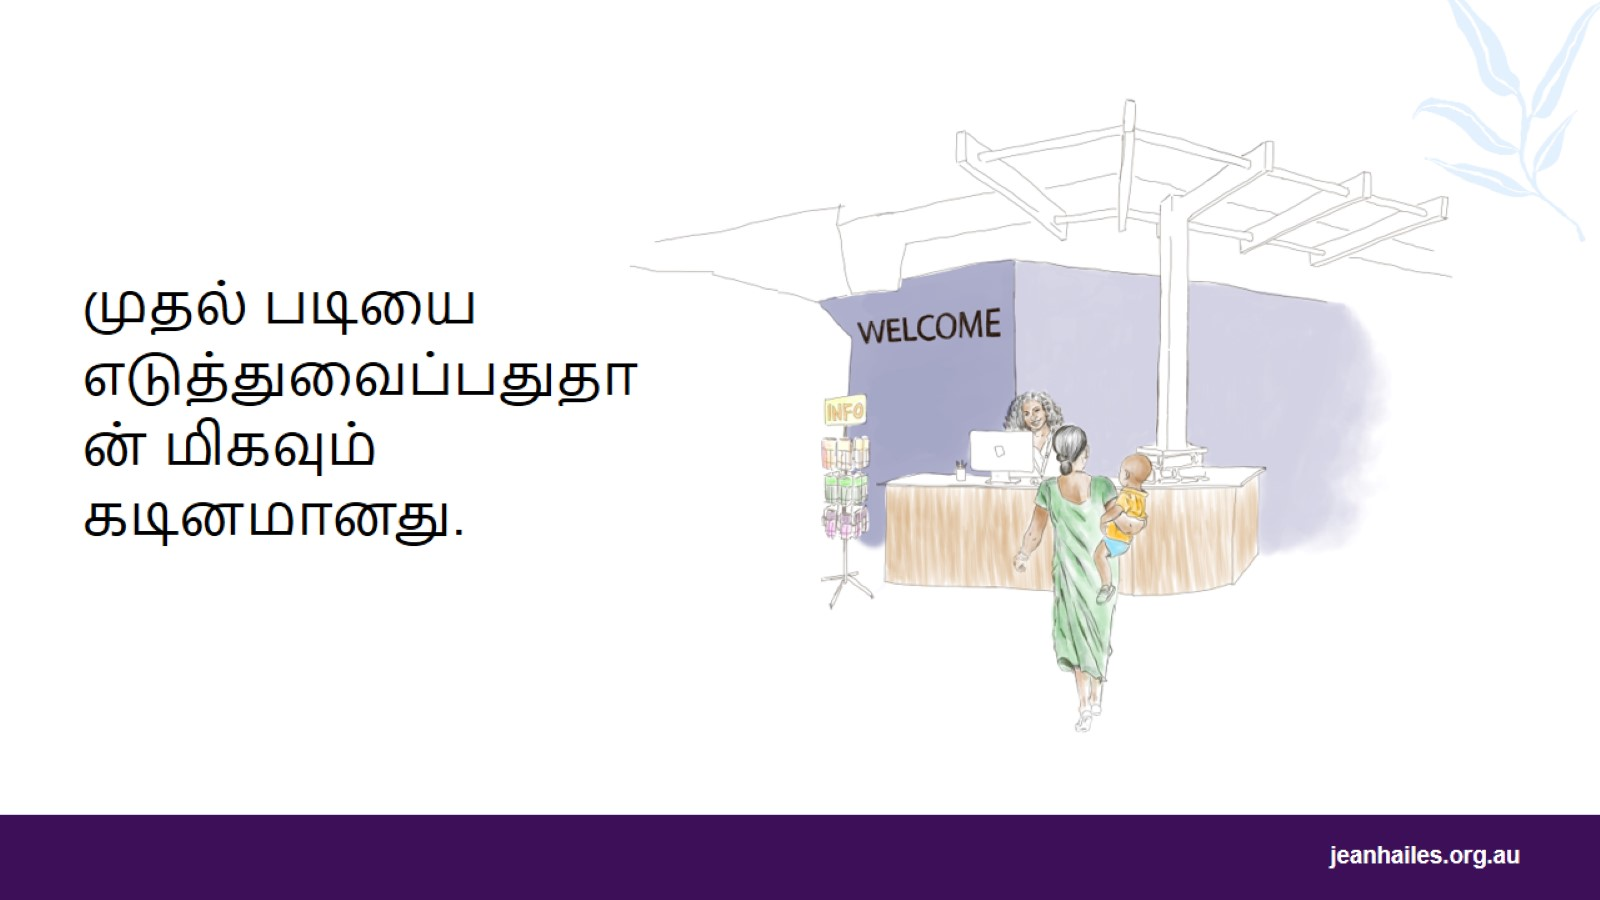 முதல் படியை
எடுத்துவைப்பதுதா
ன் மிகவும்
கடினமானது.
WELCOME
INFO
jeanhailes.org.au